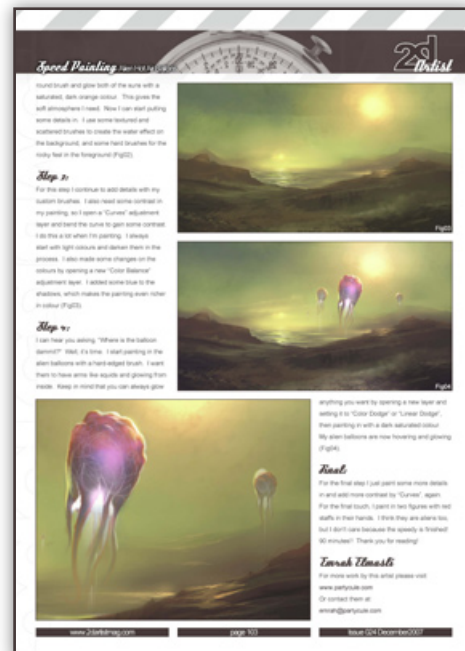 Speed Painting Alien Hot Air Balloon
2d Artist
round brush and glow both of the suns with a
saturated, dark orange colour. This gives the
soft atmosphere I need. Now I can start putting
some details in. I use some textured and
scattered brushes to create the water affect on
the background, and some hard brushes for the
rocky feel in the foreground (Fig02).
Step 3:
For this step I continue to add details with my
custom brushes. I also need some contrast in
my painting, so I open a "Curves" adjustment
layer and bend the curve to gain some contrast.
I do this a lot when I'm painting. I always
start with light colours and darken them in the
process. I also made some changes on the
colours by opening a new "Color Balance"
adjustment layer. I added some blue to the
shadows, which makes the painting even richer
in colour (Fig03).
Step 4:
I can hear you asking, "Where is the balloon
dammit?" Well, it's time. I start painting in the
alien balloons with a hard-edged brush. I want
them to have arms like squids and glowing from
inside. Keep in mind that you can always glow
Fig03
Fig04
anything you want by opening a new layer and
setting it to "Color Dodge" or "Linear Dodge",
then painting in with a dark saturated colour.
My alien balloons are now hovering and glowing
(Fig04).
Final:
For the final step I just paint some more details
in and add more contrast by "Curves", again.
For the final touch, I paint in two figures with red
staffs in their hands. I think they are aliens too,
but I don't care because the speedy is finished!
90 minutes!! Thank you for reading!
Emrah Elmasli
For more work by this artist please visit:
www.partycule.com
Or contact them at:
emrah@partycule.com
www.2dartistmag.com
page 103
Issue 024 December2007